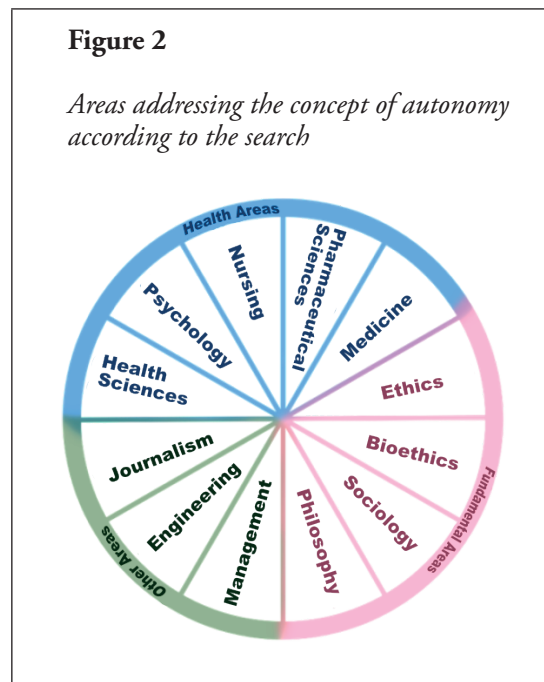 Figure 2
Areas addressing the concept of autonomy
according to the search
Health Areas
Health
Sciences
Psychology
Nursing
Pharmaceutical
Sciences
Medicine
Fundamental Areas
Ethics
Bioethics
Sociology
Philosophy
Other Areas
Management
Engineering
Journalism